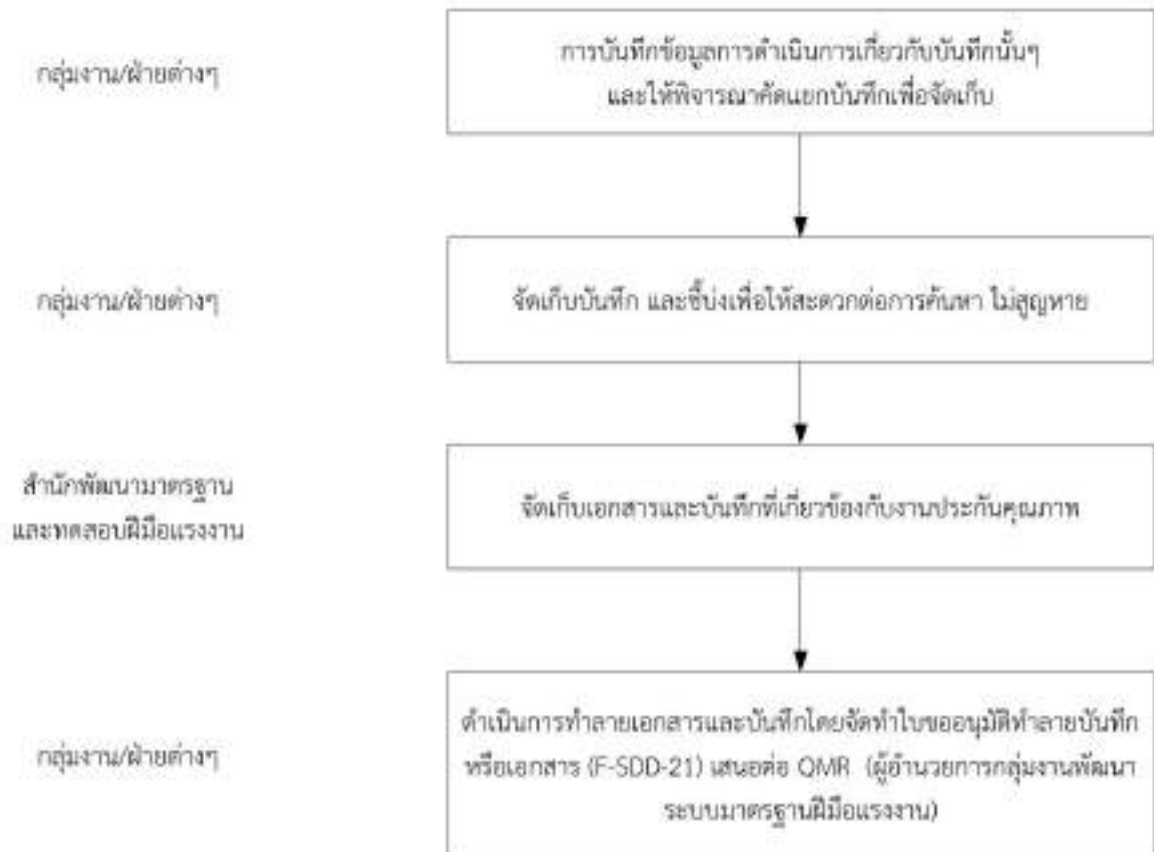 กลุ่มงาน/ฝ่ายต่างๆ
การบันทึกข้อมูลการดำเนินการเกี่ยวกับบันทึกนั้นๆ
และให้พิจารณาคัดแยกบันทึกเพื่อจัดเก็บ
กลุ่มงาน/ฝ่ายต่างๆ
จัดเก็บบันทึก และชี้บ่งเพื่อให้สะดวกต่อการค้นหา ไม่สูญหาย
สำนักพัฒนามาตรฐาน
และทดสอบฝีมือแรงงาน
จัดเก็บเอกสารและบันทึกที่เกี่ยวข้องกับงานประกันคุณภาพ
กลุ่มงาน/ฝ่ายต่างๆ
ดำเนินการทำลายเอกสารและบันทึกโดยจัดทำใบขออนุมัติทำลายบันทึก
หรือเอกสาร (F-SDD-21) เสนอต่อ QMR (ผู้อำนวยการกลุ่มงานพัฒนา
ระบบมาตรฐานฝีมือแรงงาน)